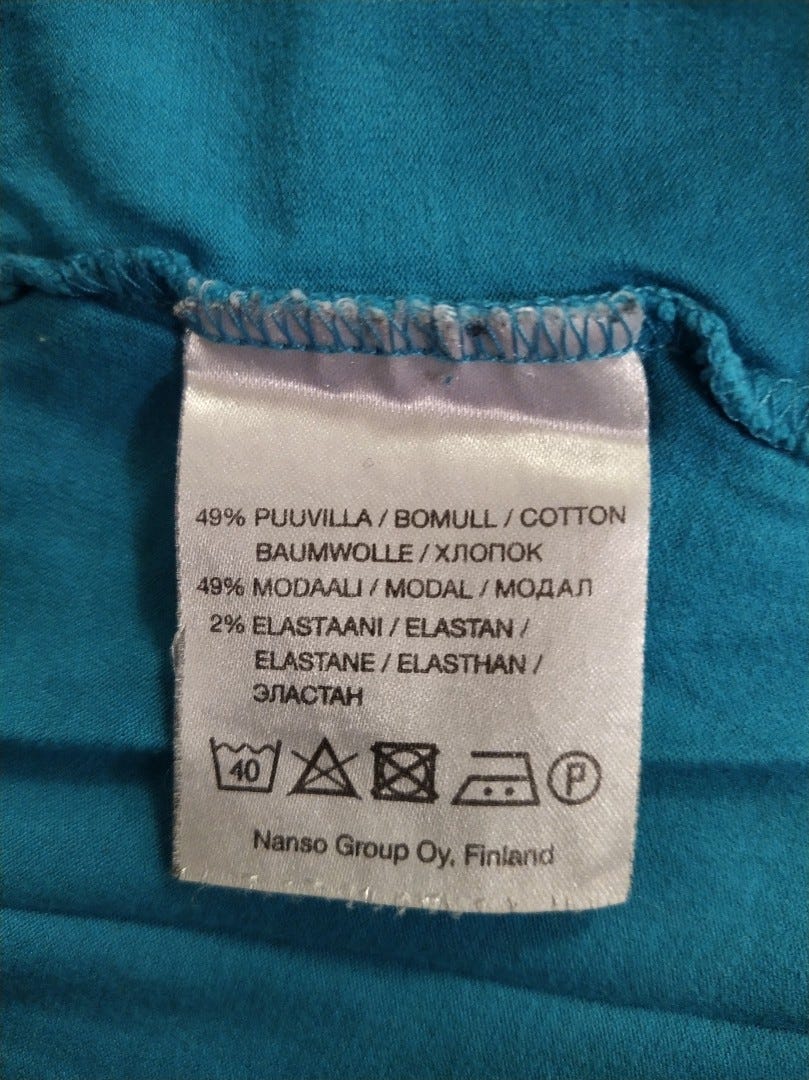 49% PUUVILLA / BOMULL / COTTON
BAUMWOLLE / ХЛОПОК
49% MODAALI / MODAL / МОДАЛ
2% ELASTAANI / ELASTAN /
ELASTANE / ELASTHAN /
ЭЛАСТАН
40 P
Nanso Group Oy, Finland